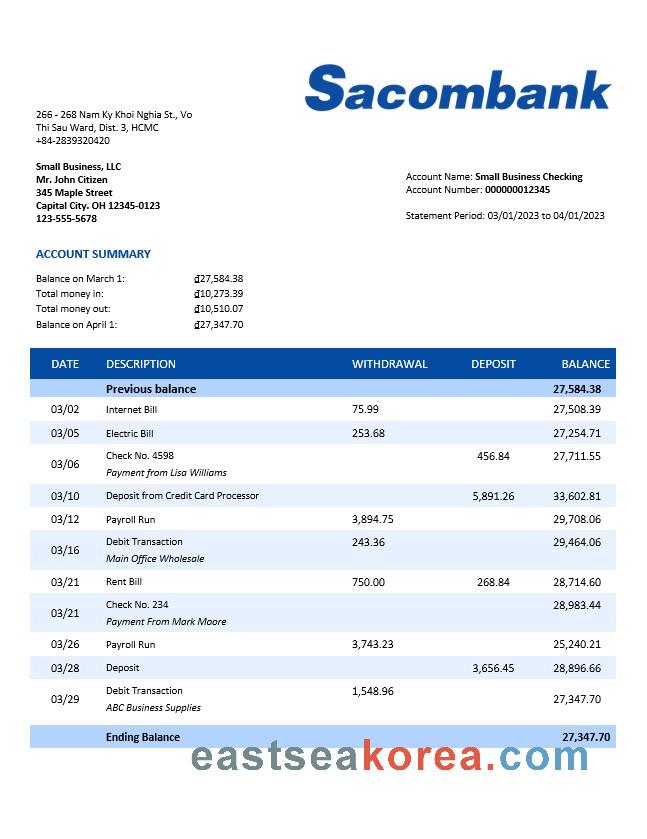 Sacombank
266 - 268 Nam Ky Khoi Nghia St., Vo
Thi Sau Ward, Dist. 3, HCMC
+84-2839320420
Small Business, LLC
Mr. John Citizen
345 Maple Street
Capital City. OH 12345-0123
123-555-5678
Account Name: Small Business Checking
Account Number: 000000012345
Statement Period: 03/01/2023 to 04/01/2023
ACCOUNT SUMMARY
Balance on March 1: ₫27,584.38
Total money in: ₫10,273.39
Total money out: ₫10,510.07
Balance on April 1: ₫27,347.70
DATE DESCRIPTION WITHDRAWAL DEPOSIT BALANCE
Previous balance 27,584.38
03/02 Internet Bill 75.99 27,508.39
03/05 Electric Bill 253.68 27,254.71
03/06 Check No. 4598 456.84 27,711.55
Payment from Lisa Williams
03/10 Deposit from Credit Card Processor 5,891.26 33,602.81
03/12 Payroll Run 3,894.75 29,708.06
03/16 Debit Transaction 243.36 29,464.06
Main Office Wholesale
03/21 Rent Bill 750.00 268.84 28,714.60
03/21 Check No. 234 28,983.44
Payment From Mark Moore
03/26 Payroll Run 3,743.23 25,240.21
03/28 Deposit 3,656.45 28,896.66
03/29 Debit Transaction 1,548.96 27,347.70
ABC Business Supplies
Ending Balance 27,347.70
eastseakorea.com